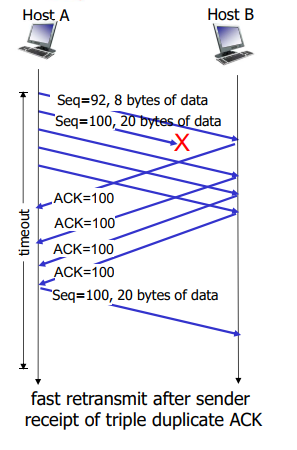 Host A
Host B
Seq=92, 8 bytes of data
Seq=100, 20 bytes of data
X
timeout
ACK=100
ACK=100
ACK=100
ACK=100
Seq=100, 20 bytes of data
fast retransmit after sender
receipt of triple duplicate ACK